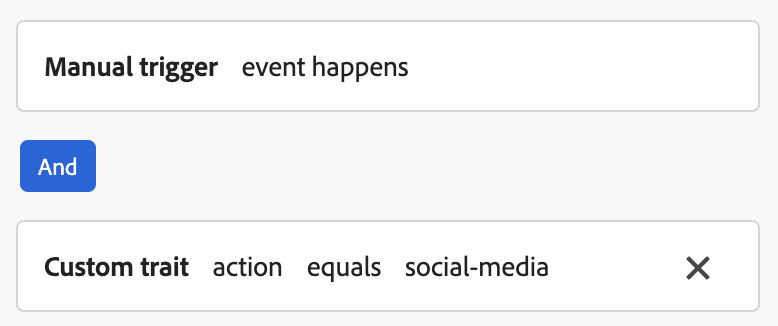 Manual trigger event happens
And
Custom trait action equals social-media